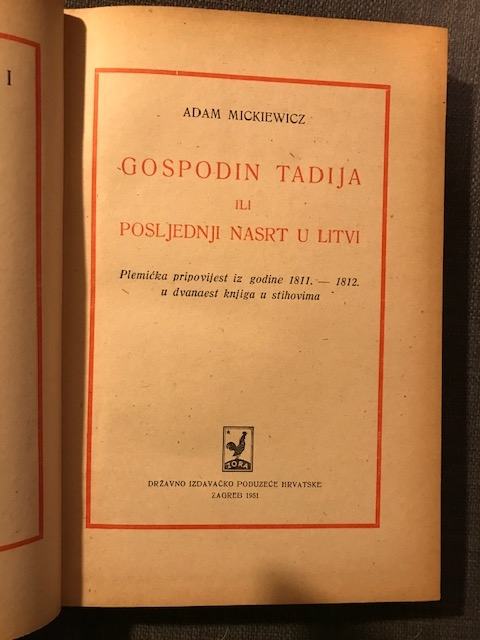 I
ADAM MICKIEWICZ
GOSPODIN TADIJA
ILI
POSLJEDNJI NASRT U LITVI
Plemićka pripovijest iz godine 1811. — 1812.
u dvanaest knjiga u stihovima
ZORA
DRŽAVNO IZDAVAČKO PODUZEĆE HRVATSKE
ZAGREB 1951